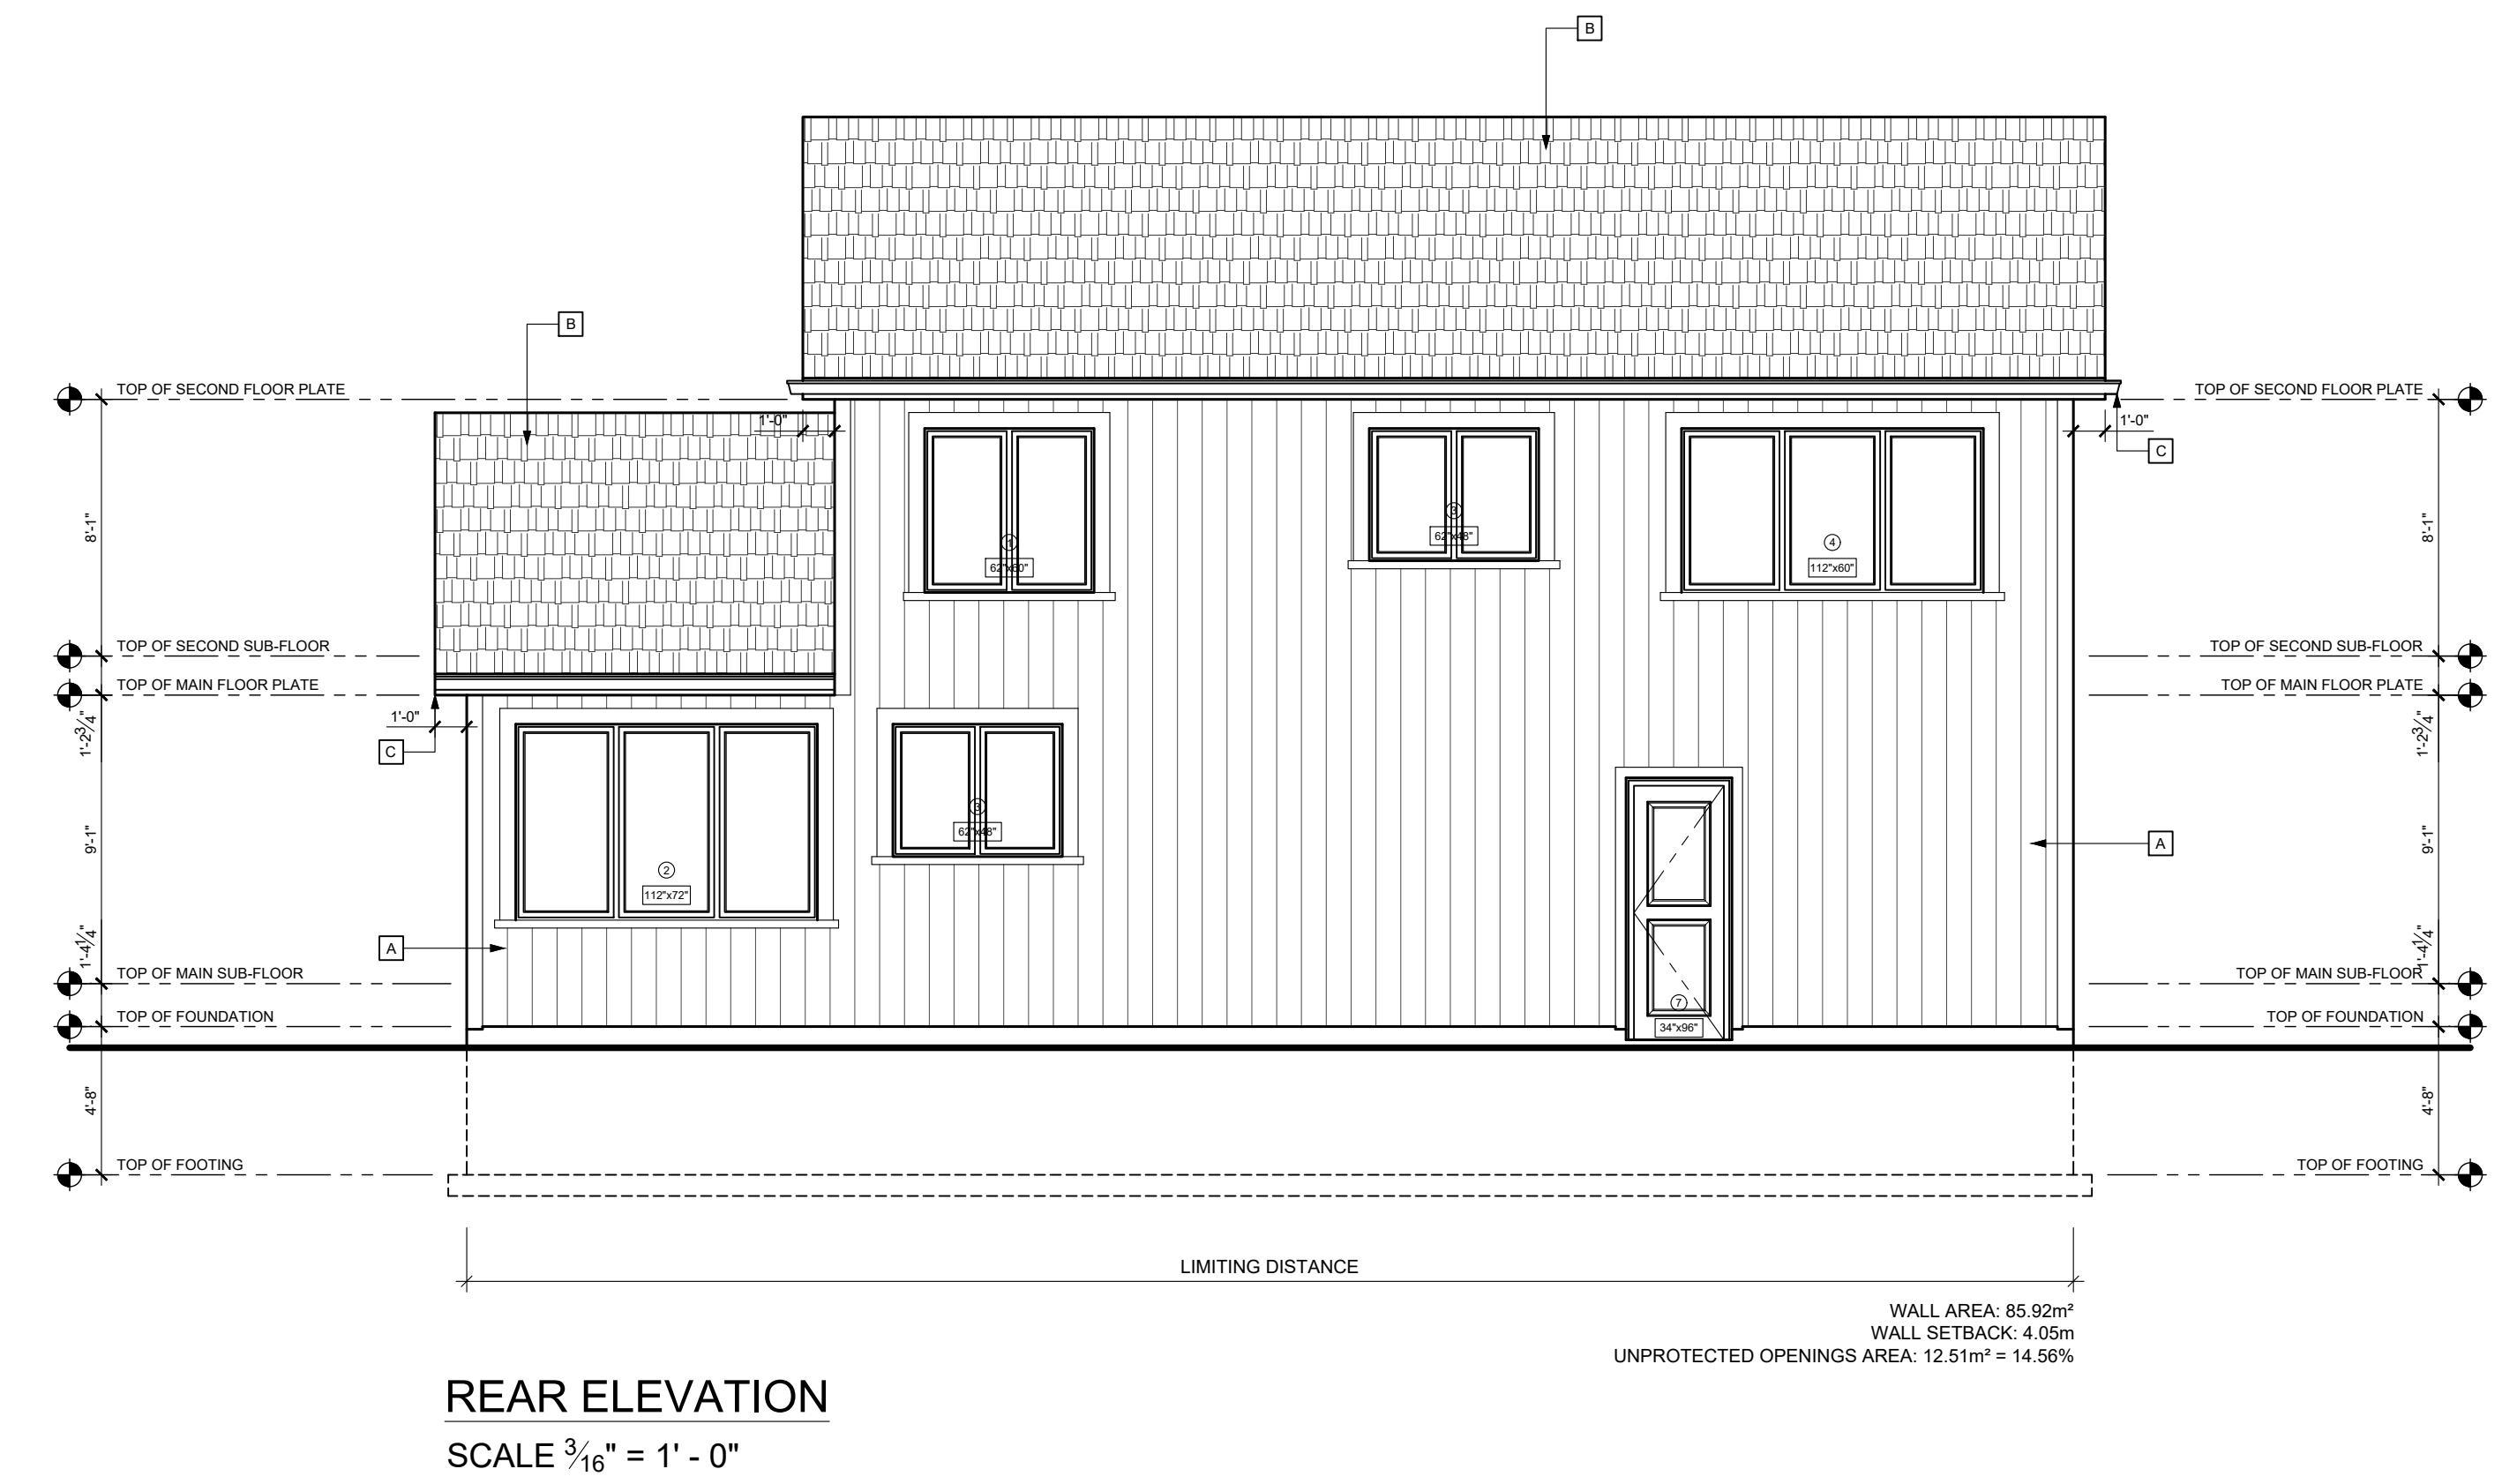 B
B
TOP OF SECOND FLOOR PLATE
TOP OF SECOND FLOOR PLATE
1'-0"
1'-0"
C
8'-1"
8'-1"
1
62"x60"
3
62"x48"
4
112"x60"
TOP OF SECOND SUB-FLOOR
TOP OF SECOND SUB-FLOOR
TOP OF MAIN FLOOR PLATE
TOP OF MAIN FLOOR PLATE
1'-0"
1'-2¾"
1'-2¾"
C
9'-1"
9'-1"
3
62"x48"
A
2
112"x72"
A
1'-4¼"
1'-4¼"
TOP OF MAIN SUB-FLOOR
TOP OF MAIN SUB-FLOOR
7
34"x96"
TOP OF FOUNDATION
TOP OF FOUNDATION
4'-8"
4'-8"
TOP OF FOOTING
TOP OF FOOTING
LIMITING DISTANCE
WALL AREA: 85.92m²
WALL SETBACK: 4.05m
UNPROTECTED OPENINGS AREA: 12.51m² = 14.56%
REAR ELEVATION
SCALE 3⁄16" = 1' - 0"